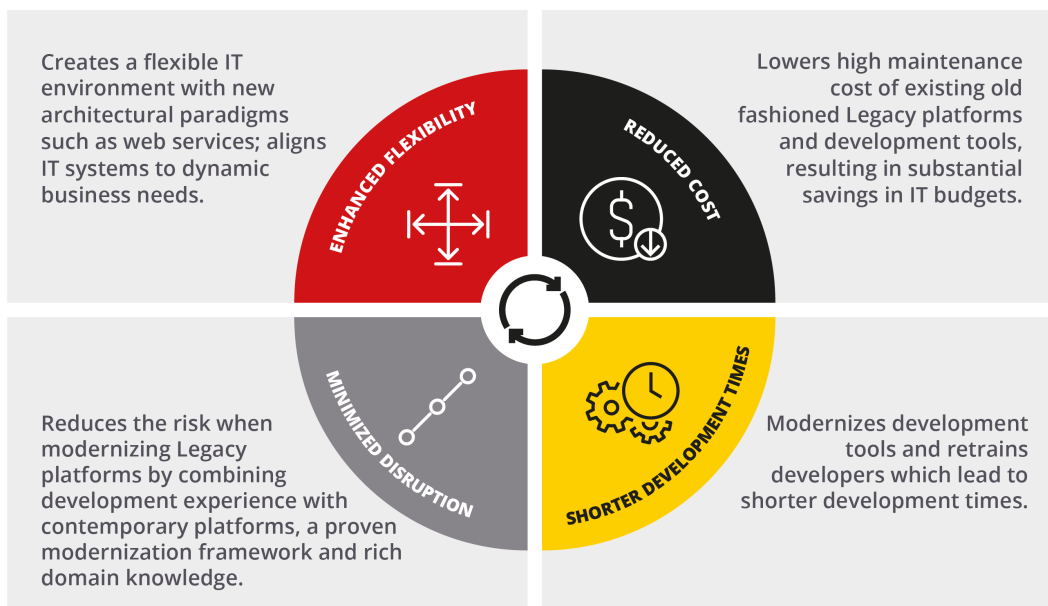 Creates a flexible IT
environment with new
architectural paradigms
such as web services; aligns
IT systems to dynamic
business needs.
ENHANCED FLEXIBILITY
REDUCED COST
$
Lowers high maintenance
cost of existing old
fashioned Legacy platforms
and development tools,
resulting in substantial
savings in IT budgets.
Reduces the risk when
modernizing Legacy
platforms by combining
development experience with
contemporary platforms, a proven
modernization framework and rich
domain knowledge.
MINIMIZED DISRUPTION
SHORTER DEVELOPMENT TIMES
Modernizes development
tools and retrains
developers which lead to
shorter development times.